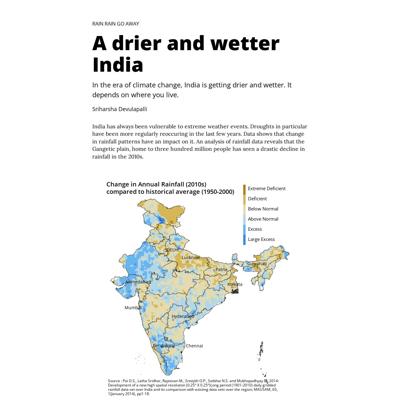 RAIN RAIN GO AWAY
A drier and wetter
India
In the era of climate change, India is getting drier and wetter. It
depends on where you live.
Sriharsha Devulapalli
India has always been vulnerable to extreme weather events. Droughts in particular
have been more regularly reoccuring in the last few years. Data shows that change
in rainfall patterns have an impact on it. An analysis of rainfall data reveals that the
Gangetic plain, home to three hundred million people has seen a drastic decline in
rainfall in the 2010s.
Change in Annual Rainfall (2010s)
compared to historical average (1950-2000)
Extreme Deficient
Deficient
Below Normal
Above Normal
Excess
Large Excess
Lucknow
Patna
Kolkata
Ahmedabad
Mumbai
Hyderabad
Chennai
Source : Pai D.S., Latha Sridhar, Rajeevan M., Sreejith O.P., Satbhai N.S. and Mukhopadhyay B., 2014:
Development of a new high spatial resolution (0.25° X 0.25°) Long period (1901-2010) daily gridded
rainfall data set over India and its comparison with existing data sets over the region; MAUSAM, 65,
1(January 2014), pp1-18.